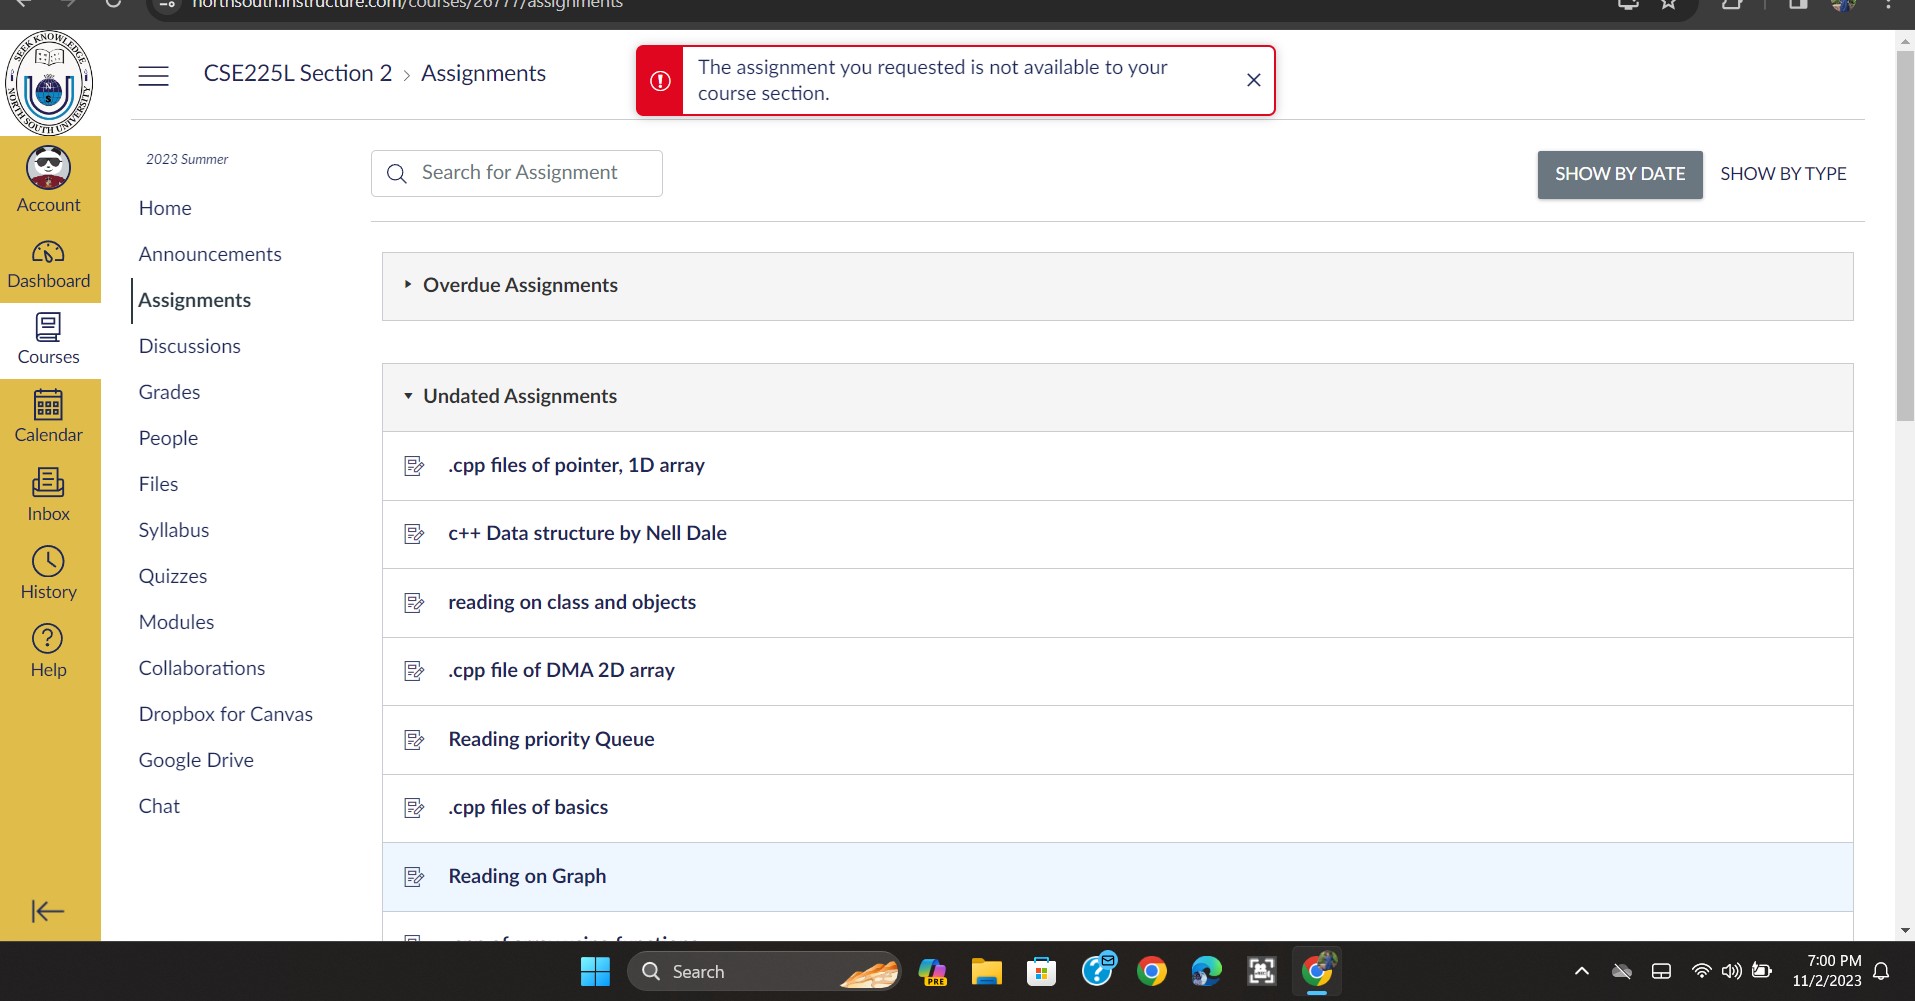 northsouth.instructure.com/courses/26777/assignments
SEEK KNOWLEDGE
NORTH SOUTH UNIVERSITY
N
S
CSE225L Section 2 › Assignments
The assignment you requested is not available to your
course section.
Account
Dashboard
Courses
Calendar
Inbox
History
Help
2023 Summer
Home
Announcements
Assignments
Discussions
Grades
People
Files
Syllabus
Quizzes
Modules
Collaborations
Dropbox for Canvas
Google Drive
Chat
Search for Assignment
SHOW BY DATE
SHOW BY TYPE
Overdue Assignments
Undated Assignments
.cpp files of pointer, 1D array
c++ Data structure by Nell Dale
reading on class and objects
.cpp file of DMA 2D array
Reading priority Queue
.cpp files of basics
Reading on Graph
Search
PRE
7:00 PM
11/2/2023